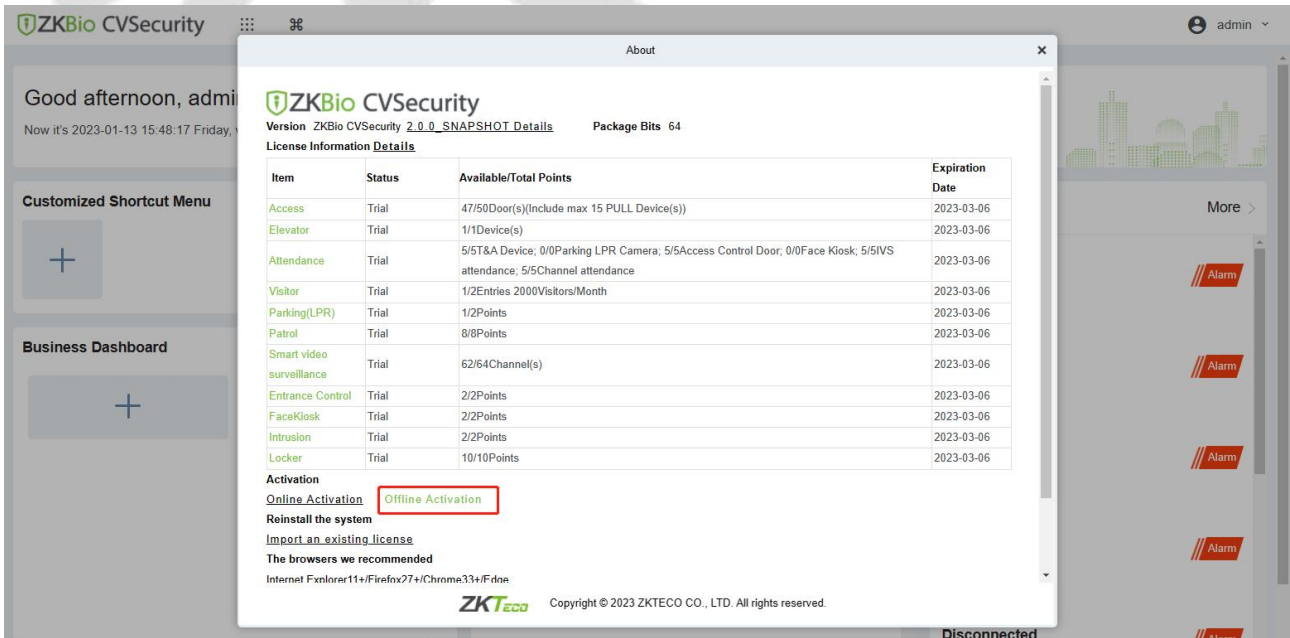 ZKBio CVSecurity
admin
About
Good afternoon, admi
Now it's 2023-01-13 15:48:17 Friday,
Customized Shortcut Menu
Business Dashboard
ZKBio CVSecurity
Version ZKBio CVSecurity 2.0.0_SNAPSHOT Details Package Bits 64
License Information Details
Item Status Available/Total Points Expiration Date
Access Trial 47/50Door(s)(Include max 15 PULL Device(s)) 2023-03-06
Elevator Trial 1/1Device(s) 2023-03-06
Attendance Trial 5/5T&A Device; 0/0Parking LPR Camera; 5/5Access Control Door; 0/0Face Kiosk; 5/5IVS
attendance; 5/5Channel attendance 2023-03-06
Visitor Trial 1/2Entries 2000Visitors/Month 2023-03-06
Parking(LPR) Trial 1/2Points 2023-03-06
Patrol Trial 8/8Points 2023-03-06
Smart video
surveillance Trial 62/64Channel(s) 2023-03-06
Entrance Control Trial 2/2Points 2023-03-06
FaceKiosk Trial 2/2Points 2023-03-06
Intrusion Trial 2/2Points 2023-03-06
Locker Trial 10/10Points 2023-03-06
Activation
Online Activation Offline Activation
Reinstall the system
Import an existing license
The browsers we recommended
Internet Explorer11+/Firefox27+/Chrome33+/Edge
ZKTeco Copyright © 2023 ZKTECO CO., LTD. All rights reserved.
More
Alarm
Alarm
Alarm
Alarm
Disconnected
Alarm